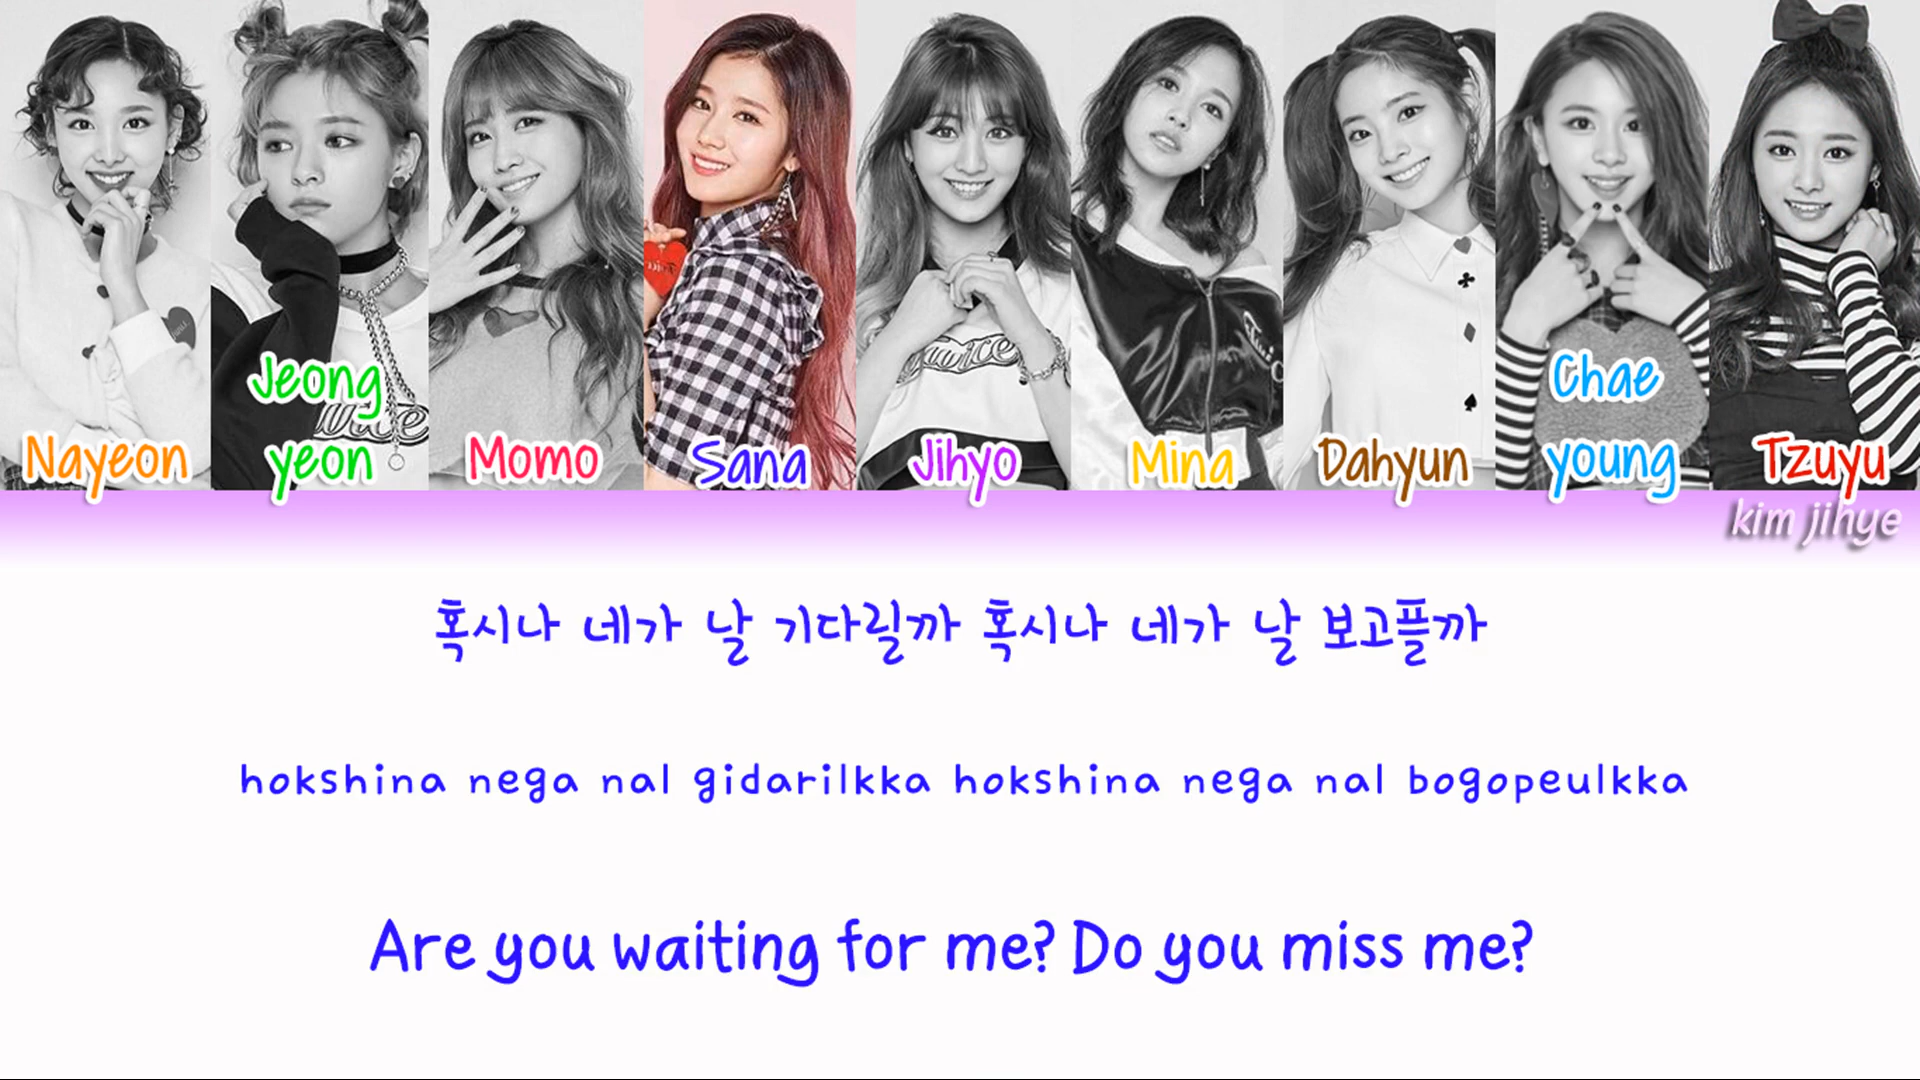 Nayeon
Jeong
yeon
Momo
Sana
Jihyo
Mina
Dahyun
Chae
young
Tzuyu
kim jihye
혹시나 네가 날 기다릴까 혹시나 네가 날 보고플까
hokshina nega nal gidarilkka hokshina nega nal bogopeulkka
Are you waiting for me? Do you miss me?